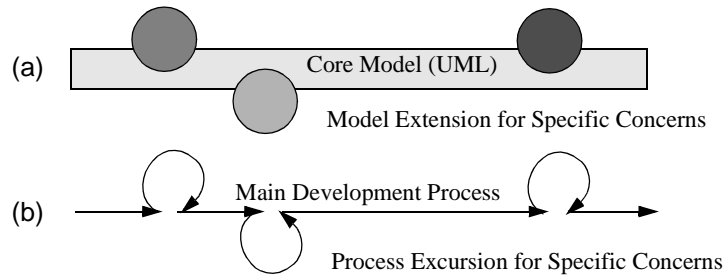 (a)
Core Model (UML)
Model Extension for Specific Concerns
(b)
Main Development Process
Process Excursion for Specific Concerns